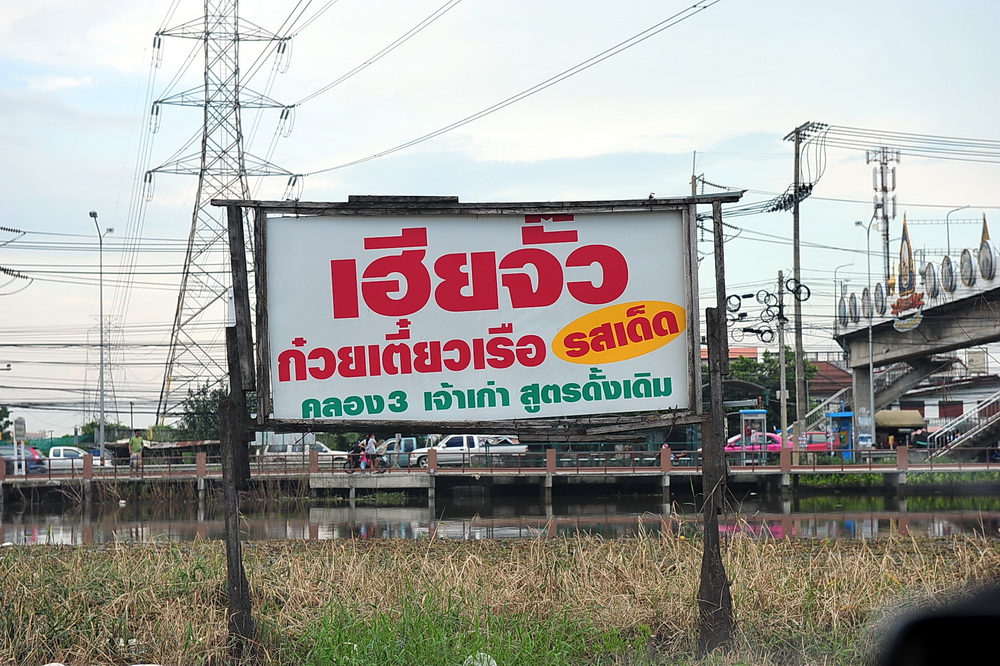 เฮียจั๊ว
ก๋วยเตี๋ยวเรือ รสเด็ด
คลอง3 เจ้าเก่า สูตรดั้งเดิม